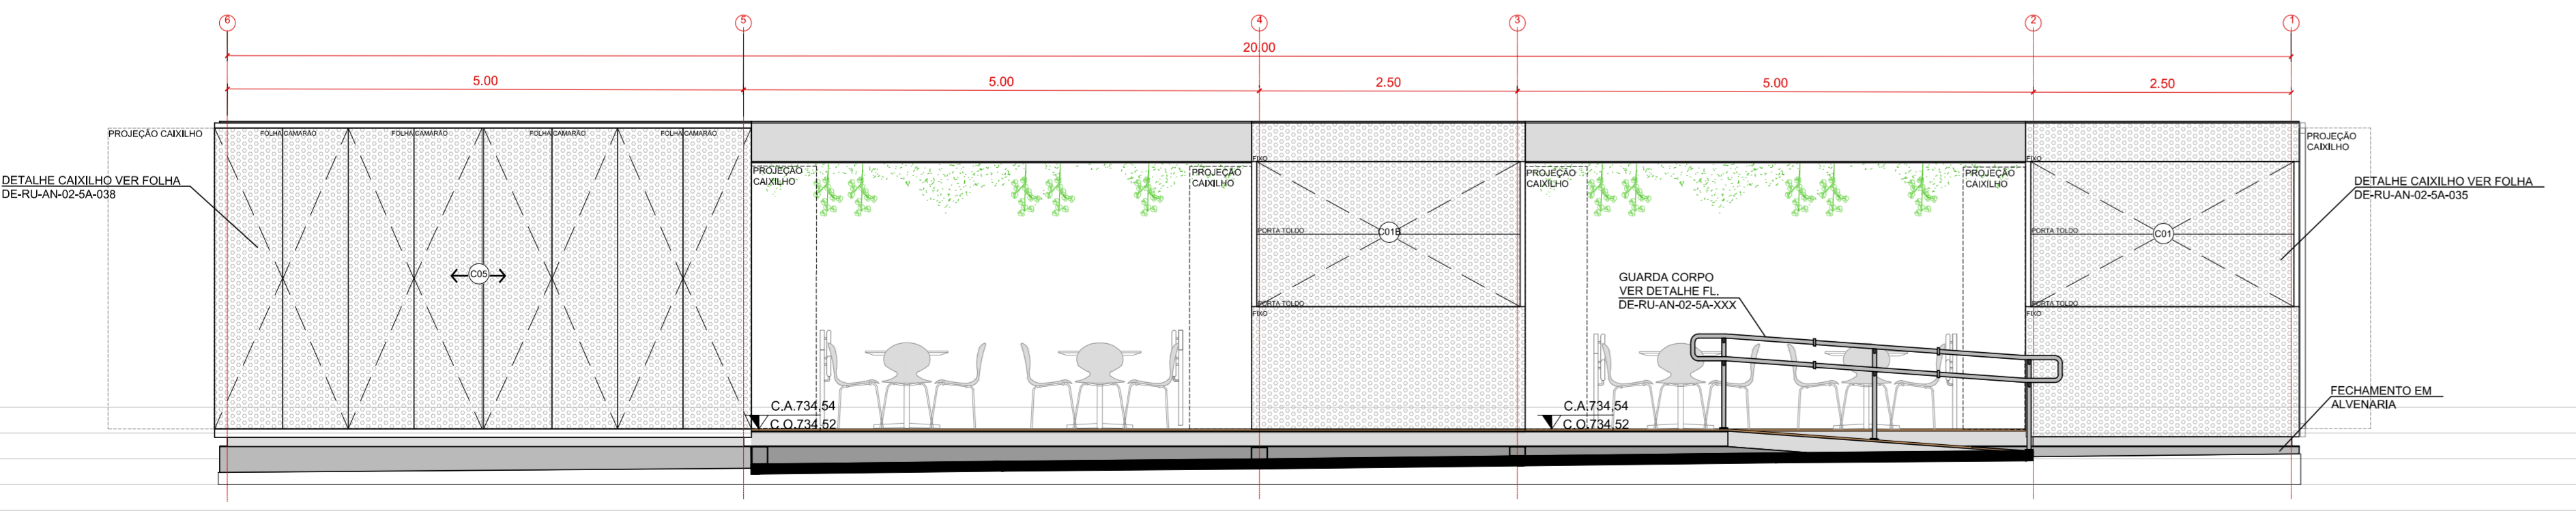 6
5
4
3
2
1
20.00
5.00
5.00
2.50
5.00
2.50
PROJEÇÃO CAIXILHO
FOLHA CAMARÃO
FOLHA CAMARÃO
FOLHA CAMARÃO
FOLHA CAMARÃO
DETALHE CAIXILHO VER FOLHA
DE-RU-AN-02-5A-038
C05
PROJEÇÃO
CAIXILHO
PROJEÇÃO
CAIXILHO
C.A.734,54
C.O.734,52
FIXO
PORTA TOLDO
C01B
PORTA TOLDO
FIXO
PROJEÇÃO
CAIXILHO
PROJEÇÃO
CAIXILHO
GUARDA CORPO
VER DETALHE FL.
DE-RU-AN-02-5A-XXX
C.A.734,54
C.O.734,52
FIXO
PORTA TOLDO
C01
PORTA TOLDO
FIXO
PROJEÇÃO
CAIXILHO
DETALHE CAIXILHO VER FOLHA
DE-RU-AN-02-5A-035
FECHAMENTO EM
ALVENARIA